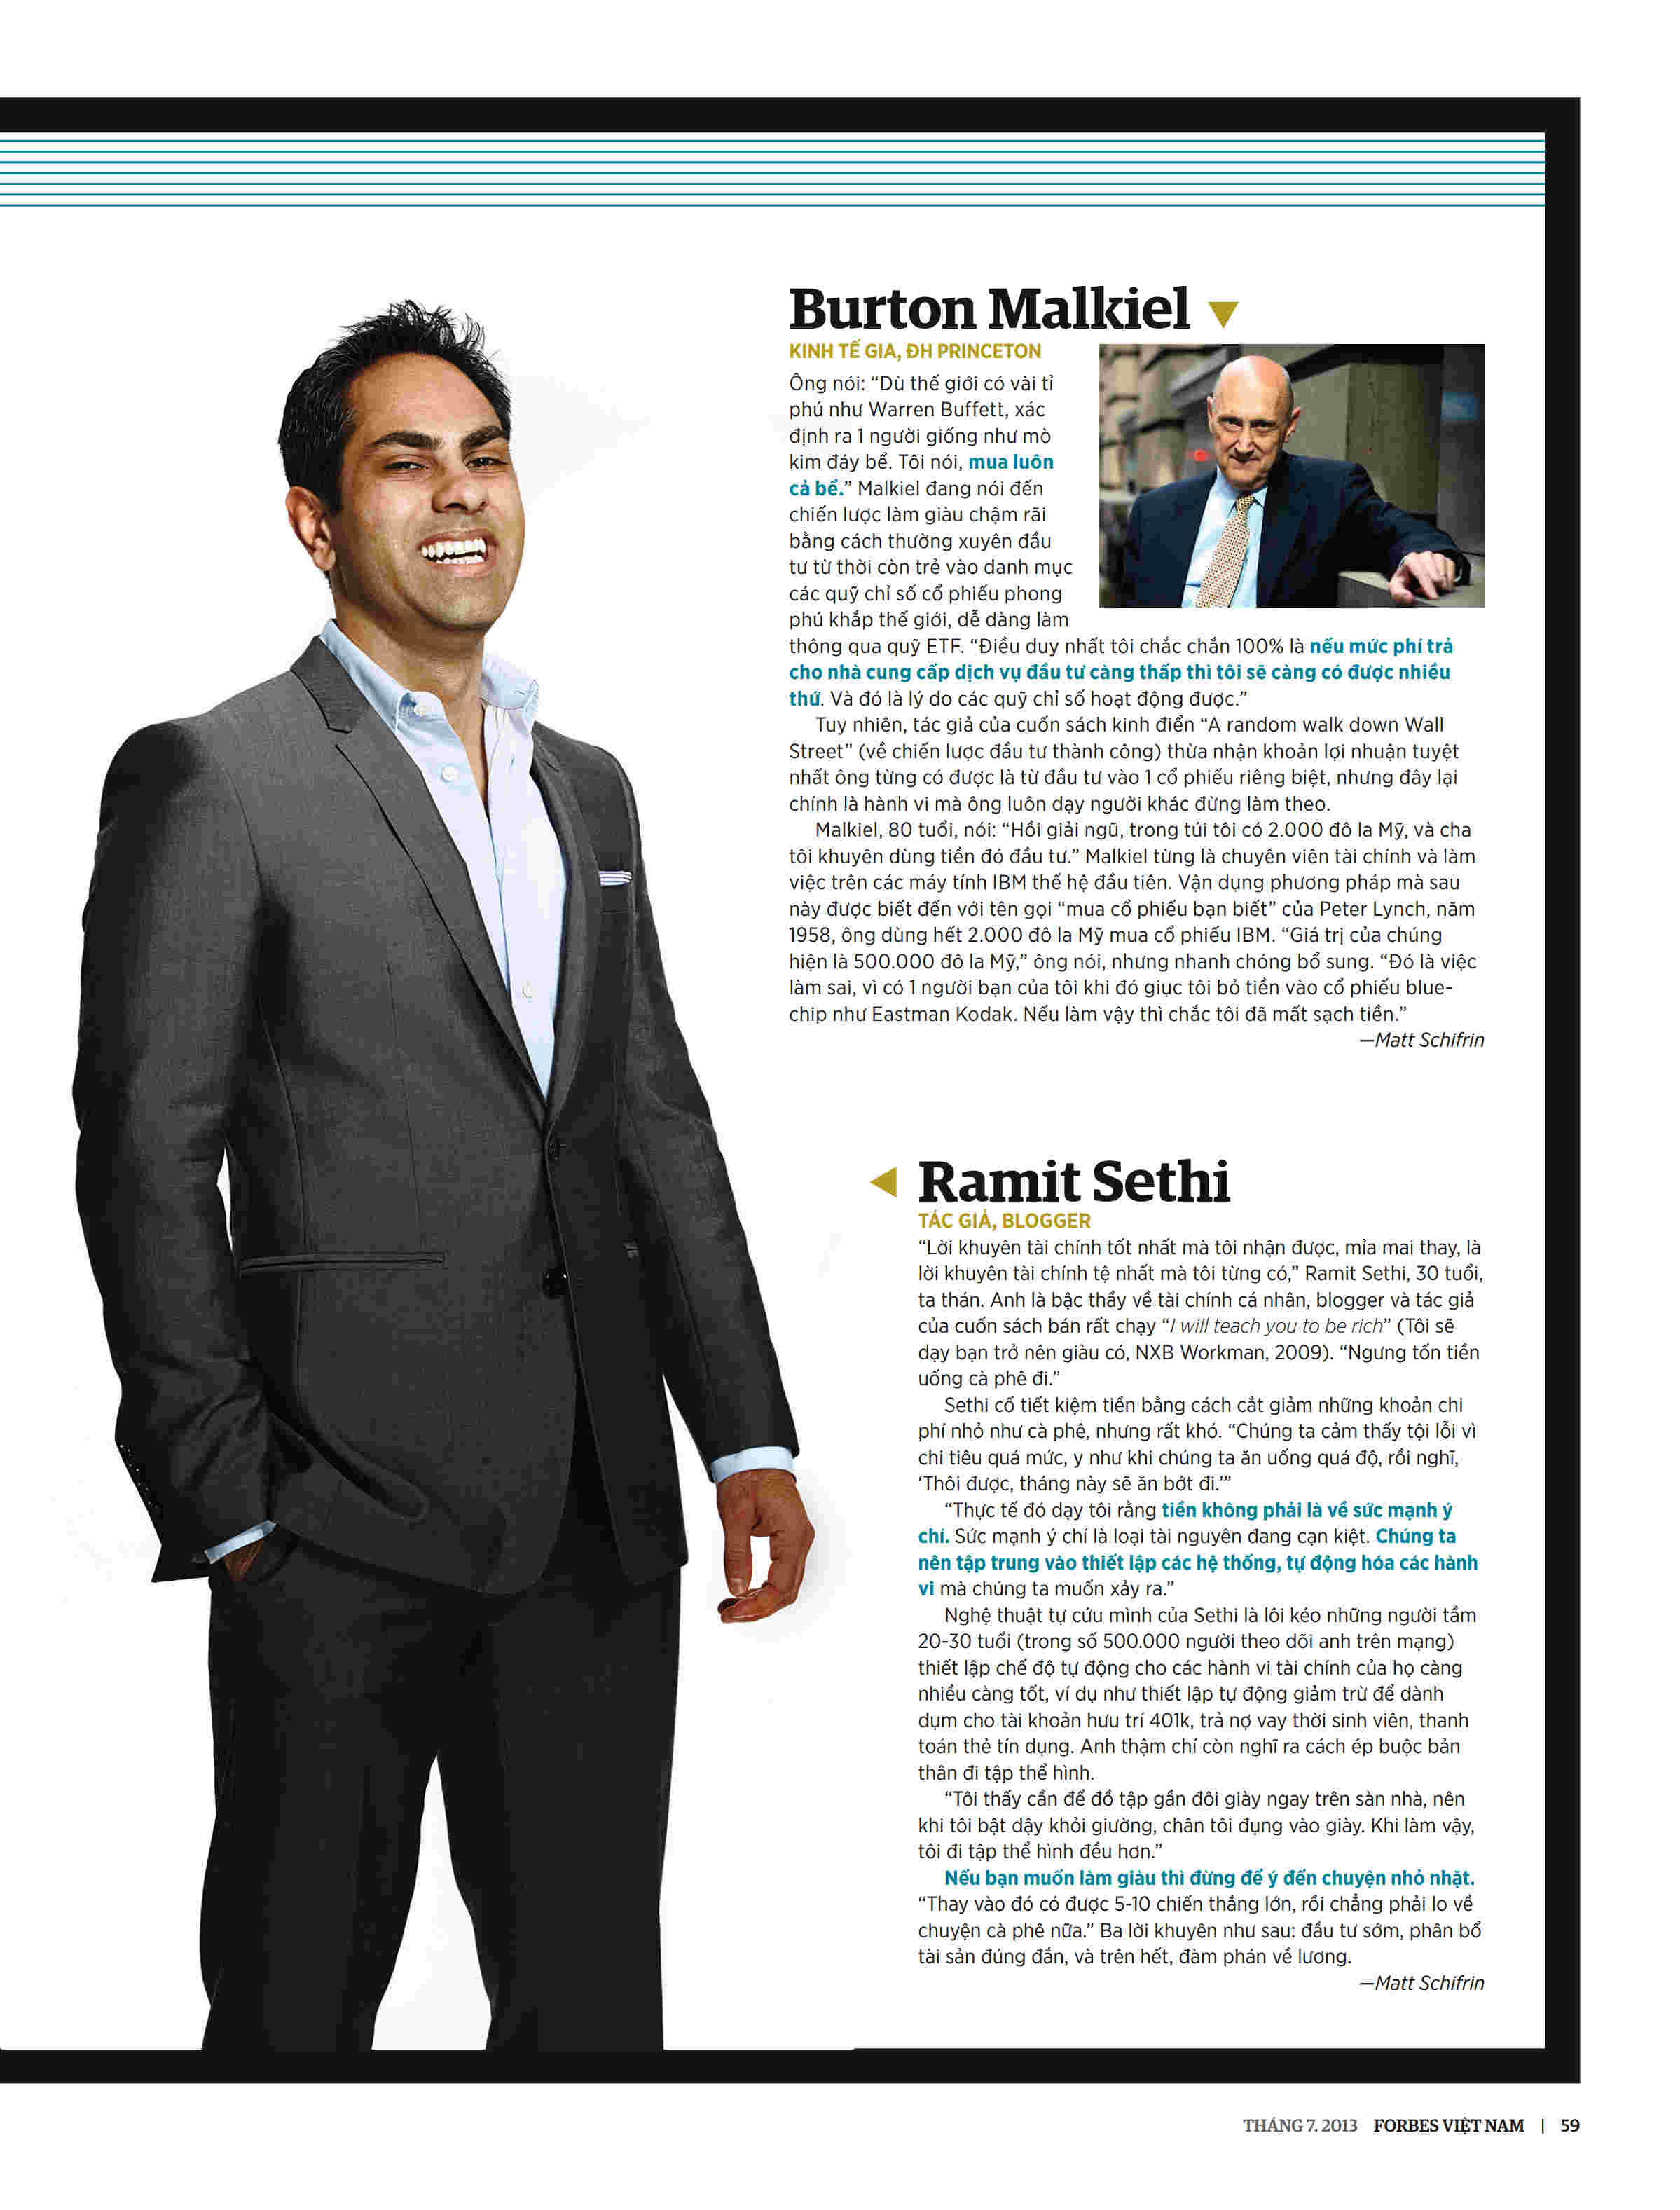 Burton Malkiel
KINH TẾ GIA, ĐH PRINCETON
Ông nói: “Dù thế giới có vài tỉ
phú như Warren Buffett, xác
định ra 1 người giống như mò
kim đáy bể. Tôi nói, mua luôn
cả bể.” Malkiel đang nói đến
chiến lược làm giàu chậm rãi
bằng cách thường xuyên đầu
tư từ thời còn trẻ vào danh mục
các quỹ chỉ số cổ phiếu phong
phú khắp thế giới, dễ dàng làm
thông qua quỹ ETF. “Điều duy nhất tôi chắc chắn 100% là nếu mức phí trả
cho nhà cung cấp dịch vụ đầu tư càng thấp thì tôi sẽ càng có được nhiều
thứ. Và đó là lý do các quỹ chỉ số hoạt động được.”
Tuy nhiên, tác giả của cuốn sách kinh điển “A random walk down Wall
Street” (về chiến lược đầu tư thành công) thừa nhận khoản lợi nhuận tuyệt
nhất ông từng có được là từ đầu tư vào 1 cổ phiếu riêng biệt, nhưng đây lại
chính là hành vi mà ông luôn dạy người khác đừng làm theo.
Malkiel, 80 tuổi, nói: “Hồi giải ngũ, trong túi tôi có 2.000 đô la Mỹ, và cha
tôi khuyên dùng tiền đó đầu tư.” Malkiel từng là chuyên viên tài chính và làm
việc trên các máy tính IBM thế hệ đầu tiên. Vận dụng phương pháp mà sau
này được biết đến với tên gọi “mua cổ phiếu bạn biết” của Peter Lynch, năm
1958, ông dùng hết 2.000 đô la Mỹ mua cổ phiếu IBM. “Giá trị của chúng
hiện là 500.000 đô la Mỹ,” ông nói, nhưng nhanh chóng bổ sung. “Đó là việc
làm sai, vì có 1 người bạn của tôi khi đó giục tôi bỏ tiền vào cổ phiếu blue-
chip như Eastman Kodak. Nếu làm vậy thì chắc tôi đã mất sạch tiền.”
—Matt Schifrin
Ramit Sethi
TÁC GIẢ, BLOGGER
“Lời khuyên tài chính tốt nhất mà tôi nhận được, mỉa mai thay, là
lời khuyên tài chính tệ nhất mà tôi từng có,” Ramit Sethi, 30 tuổi,
ta thán. Anh là bậc thầy về tài chính cá nhân, blogger và tác giả
của cuốn sách bán rất chạy “I will teach you to be rich” (Tôi sẽ
dạy bạn trở nên giàu có, NXB Workman, 2009). “Ngưng tốn tiền
uống cà phê đi.”
Sethi cố tiết kiệm tiền bằng cách cắt giảm những khoản chi
phí nhỏ như cà phê, nhưng rất khó. “Chúng ta cảm thấy tội lỗi vì
chi tiêu quá mức, y như khi chúng ta ăn uống quá độ, rồi nghĩ,
‘Thôi được, tháng này sẽ ăn bớt đi.’”
“Thực tế đó dạy tôi rằng tiền không phải là về sức mạnh ý
chí. Sức mạnh ý chí là loại tài nguyên đang cạn kiệt. Chúng ta
nên tập trung vào thiết lập các hệ thống, tự động hóa các hành
vi mà chúng ta muốn xảy ra.”
Nghệ thuật tự cứu mình của Sethi là lôi kéo những người tầm
20-30 tuổi (trong số 500.000 người theo dõi anh trên mạng)
thiết lập chế độ tự động cho các hành vi tài chính của họ càng
nhiều càng tốt, ví dụ như thiết lập tự động giảm trừ để dành
dụm cho tài khoản hưu trí 401k, trả nợ vay thời sinh viên, thanh
toán thẻ tín dụng. Anh thậm chí còn nghĩ ra cách ép buộc bản
thân đi tập thể hình.
“Tôi thấy cần để đồ tập gần đôi giày ngay trên sàn nhà, nên
khi tôi bật dậy khỏi giường, chân tôi đụng vào giày. Khi làm vậy,
tôi đi tập thể hình đều hơn.”
Nếu bạn muốn làm giàu thì đừng để ý đến chuyện nhỏ nhặt.
“Thay vào đó có được 5-10 chiến thắng lớn, rồi chẳng phải lo về
chuyện cà phê nữa.” Ba lời khuyên như sau: đầu tư sớm, phân bổ
tài sản đúng đắn, và trên hết, đàm phán về lương.
—Matt Schifrin
THÁNG 7. 2013 FORBES VIỆT NAM | 59